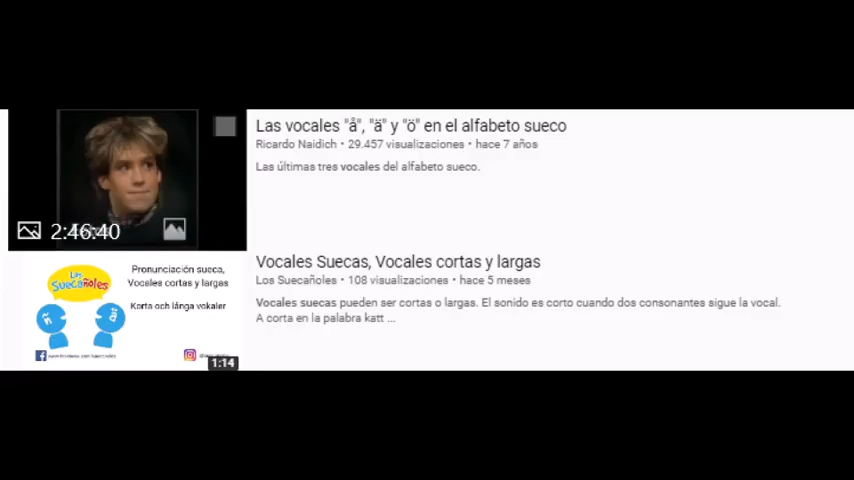 Las vocales "å", "ä" y "ö" en el alfabeto sueco
Ricardo Naidich • 29.457 visualizaciones • hace 7 años
Las últimas tres vocales del alfabeto sueco.
2:46:40
Vocales Suecas, Vocales cortas y largas
Los Suecañoles • 108 visualizaciones • hace 5 meses
Vocales suecas pueden ser cortas o largas. El sonido es corto cuando dos consonantes sigue la vocal.
A corta en la palabra katt ...
Los
Suecañoles
Pronunciación sueca,
Vocales cortas y largas
Korta och långa vokaler
ñ
å
1:14